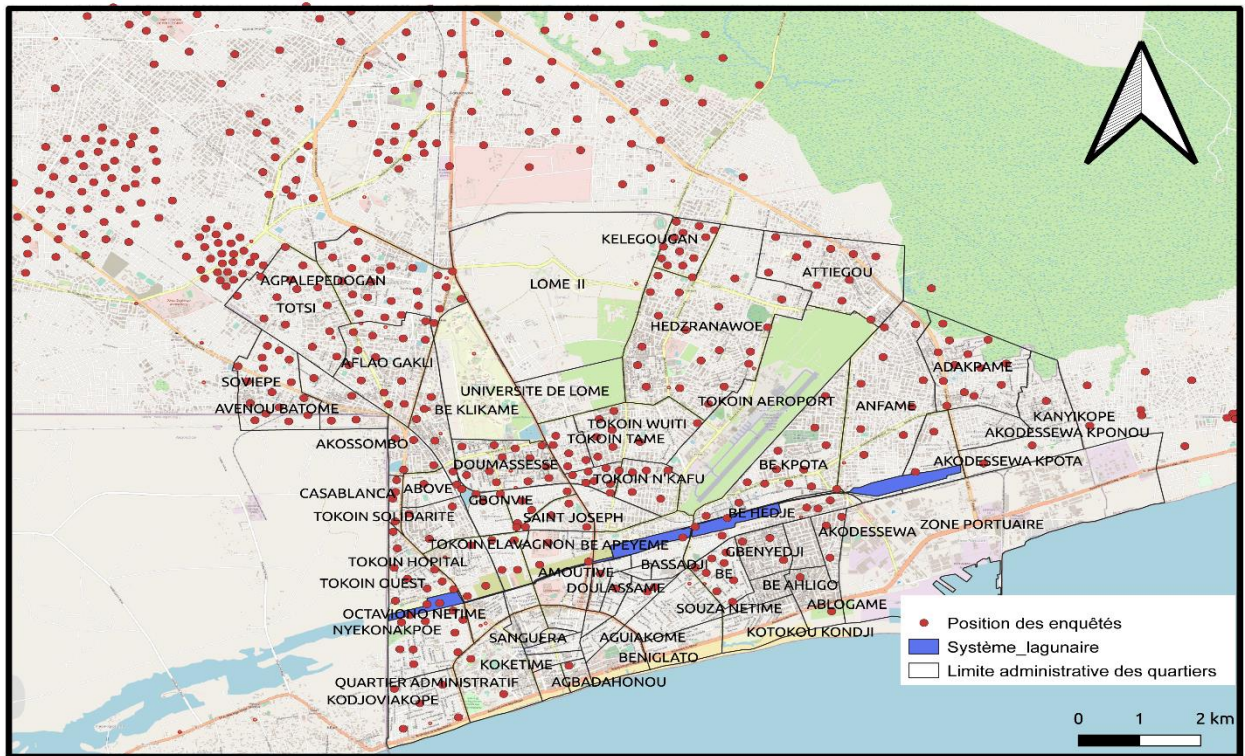 KELEGOUGAN
ATTIEGOU
AGPALEPEDOGAN
LOME II
TOTSI
HEDZRANAWOE
AFLAO GAKLI
ADAKPAME
SOVIEPE
UNIVERSITE DE LOME
TOKOIN AEROPORT
AVENOU BATOME
BE KLIKAME
ANFAME
KANYIKOPE
TOKOIN WUITI
AKODESSEWA KPONOU
AKOSSOMBO
TOKOIN TAME
DOUMASSESSE
BE KPOTA
AKODESSEWA KPOTA
TOKOIN N'KAFU
CASABLANCA
ABOVE
GBONVIE
TOKOIN SOLIDARITE
SAINT JOSEPH
BE HEDJE
ZONE PORTUAIRE
AKODESSEWA
TOKOIN ELAVAGNON
BE APEYEME
GBENYEDJI
TOKOIN HOPITAL
BASSADJI
AMOUTIVE
BE
TOKOIN OUEST
DOULASSAME
BE AHLIGO
OCTAVIONO NETIME
SOUZA NETIME
ABLOGAME
NYEKONAKPOE
KOTOKOU KONDJI
SANGUERA
AGUIAKOME
KOKETIME
BENIGLATO
QUARTIER ADMINISTRATIF
AGBADAHONOU
KODJOVIAKOPE
Position des enquêtés
Système_lagunaire
Limite administrative des quartiers
0 1 2 km